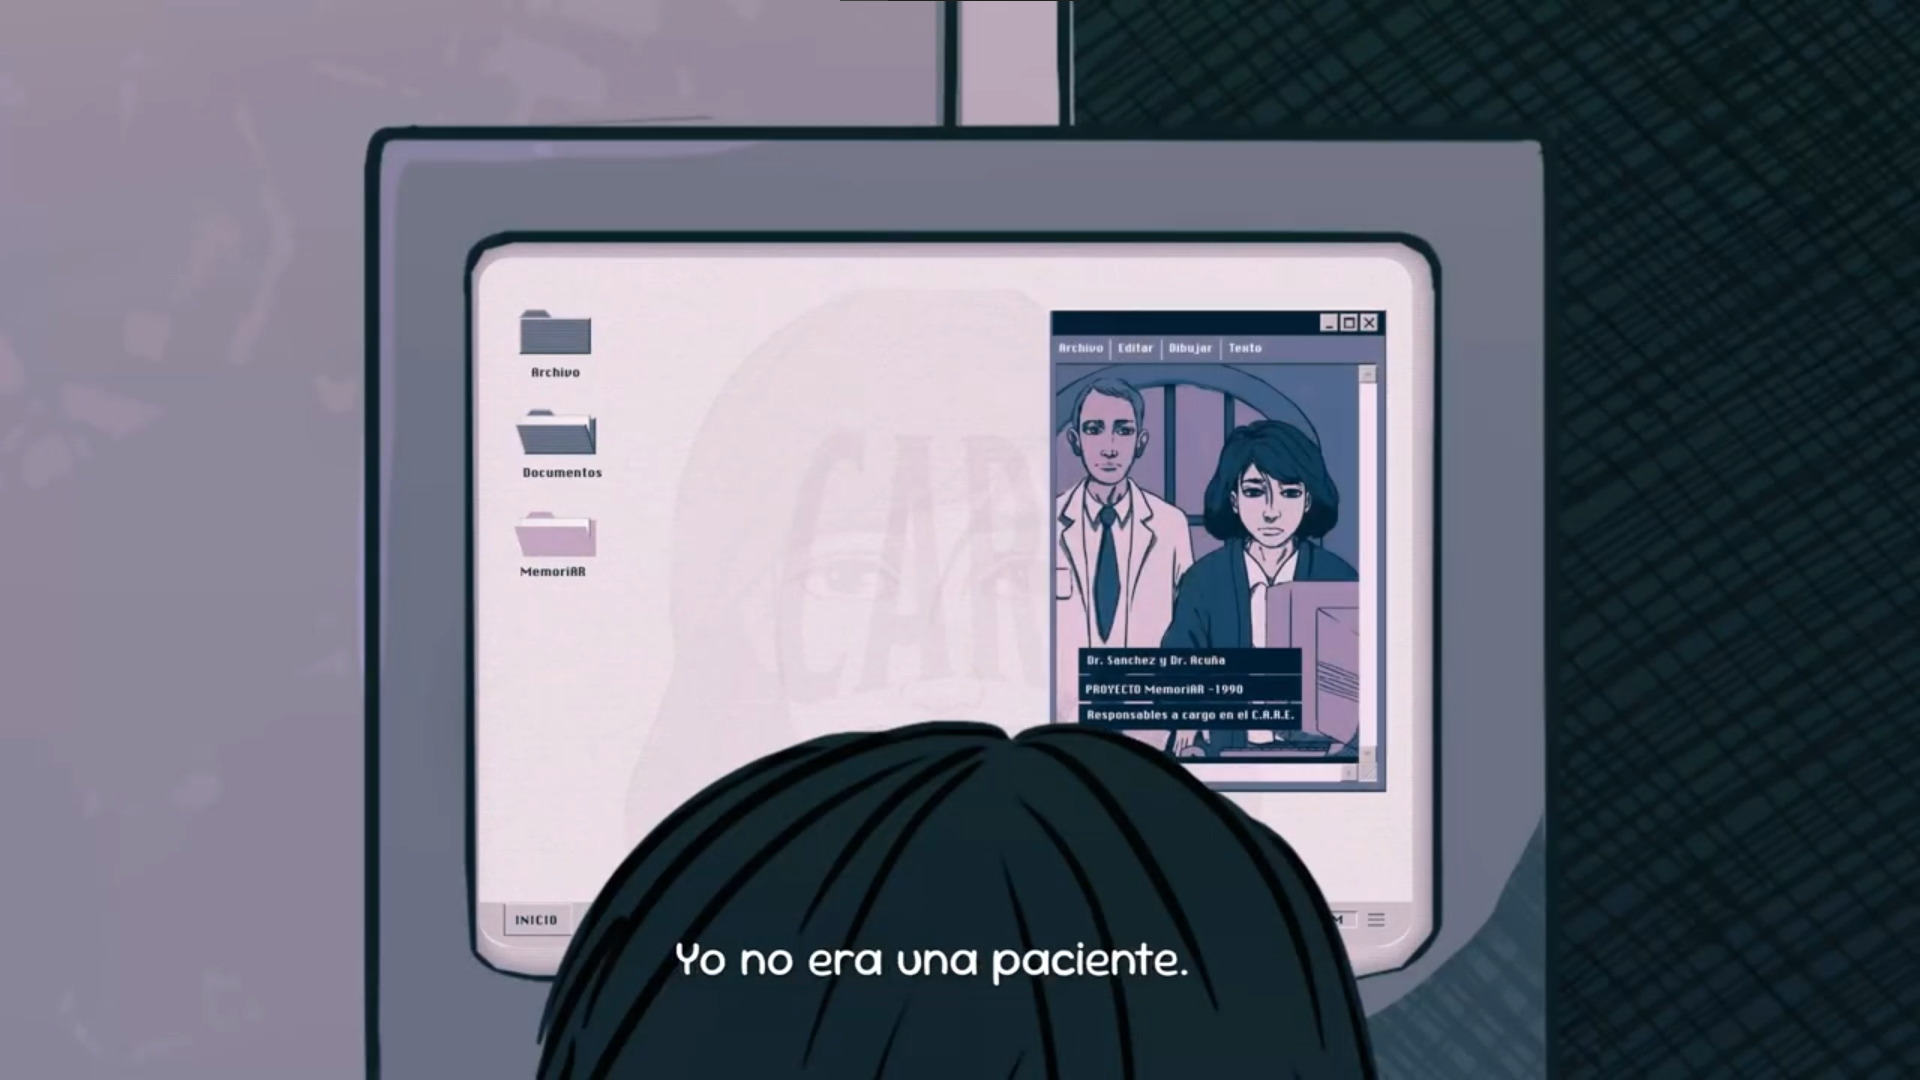 Archivo
Documentos
MemoriAR
CARE
Archivo | Editar | Dibujar | Texto
Dr. Sanchez y Dr. Acuña
PROYECTO MemoriAR -1990
Responsables a cargo en el C.A.R.E.
INICIO
Yo no era una paciente.